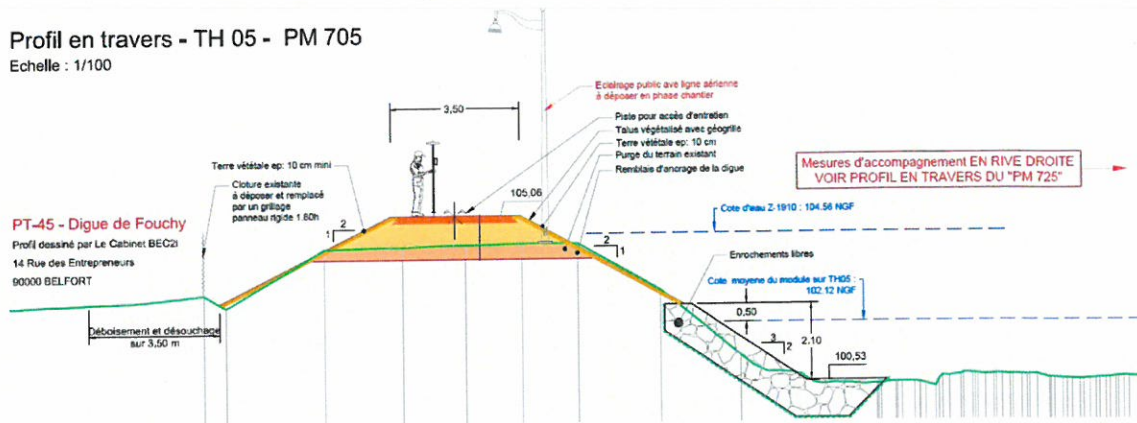 Profil en travers - TH 05 - PM 705
Echelle : 1/100
Eclairage public ave ligne aérienne
à déposer en phase chantier
3,50
Piste pour accès d'entretien
Talus végétalisé avec géogrille
Terre vététale ep: 10 cm
Purge du terrain existant
Remblais d'ancrage de la digue
Terre vététale ep: 10 cm mini
Cloture existante
à déposer et remplacé
par un grillage
panneau rigide 1.60h
105,06
Mesures d'accompagnement EN RIVE DROITE
VOIR PROFIL EN TRAVERS DU "PM 725"
Cote d'eau Z-1910 : 104.56 NGF
PT-45 - Digue de Fouchy
Profil dessiné par Le Cabinet BEC2I
14 Rue des Entrepreneurs
90000 BELFORT
2
1
2
1
Enrochements libres
Cote moyenne du module sur TH05 :
102.12 NGF
0,50
2,10
3
2
100,53
Déboisement et désouchage
sur 3,50 m